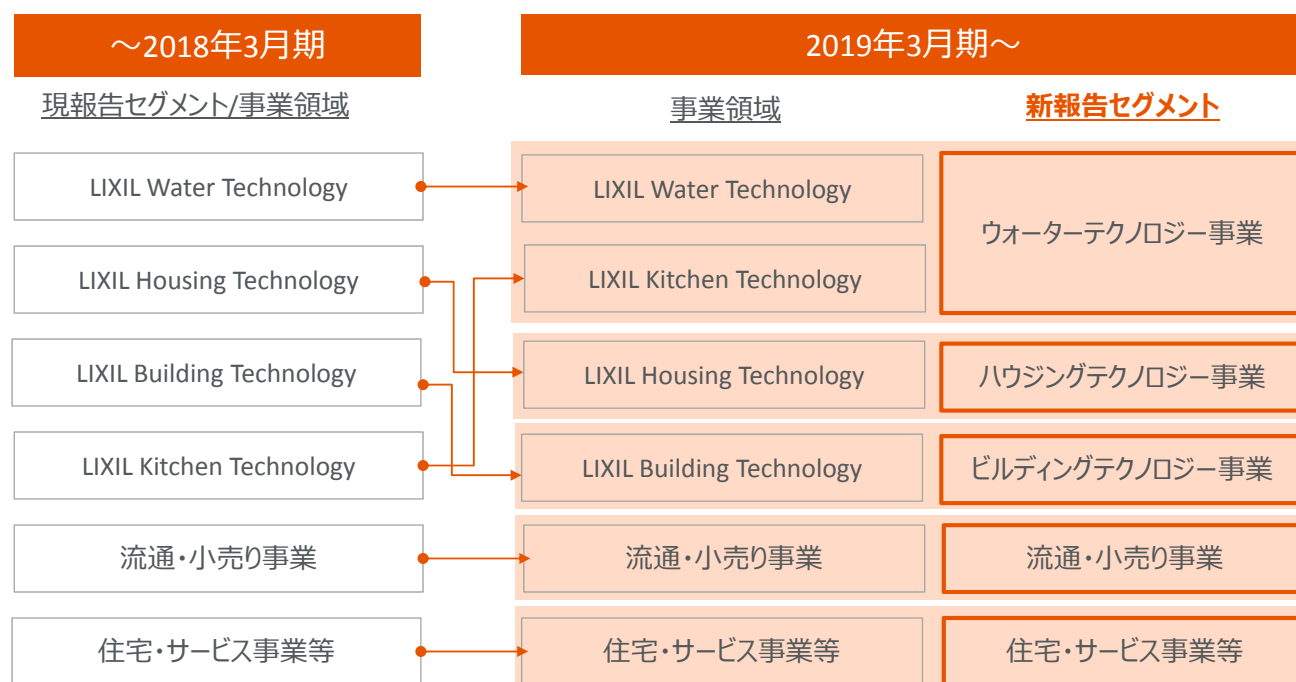 ～2018年3月期
2019年3月期～
現報告セグメント/事業領域
事業領域
新報告セグメント
LIXIL Water Technology
LIXIL Water Technology
ウォーターテクノロジー事業
LIXIL Housing Technology
LIXIL Kitchen Technology
LIXIL Building Technology
LIXIL Housing Technology
ハウジングテクノロジー事業
LIXIL Kitchen Technology
LIXIL Building Technology
ビルディングテクノロジー事業
流通・小売り事業
流通・小売り事業
流通・小売り事業
住宅・サービス事業等
住宅・サービス事業等
住宅・サービス事業等